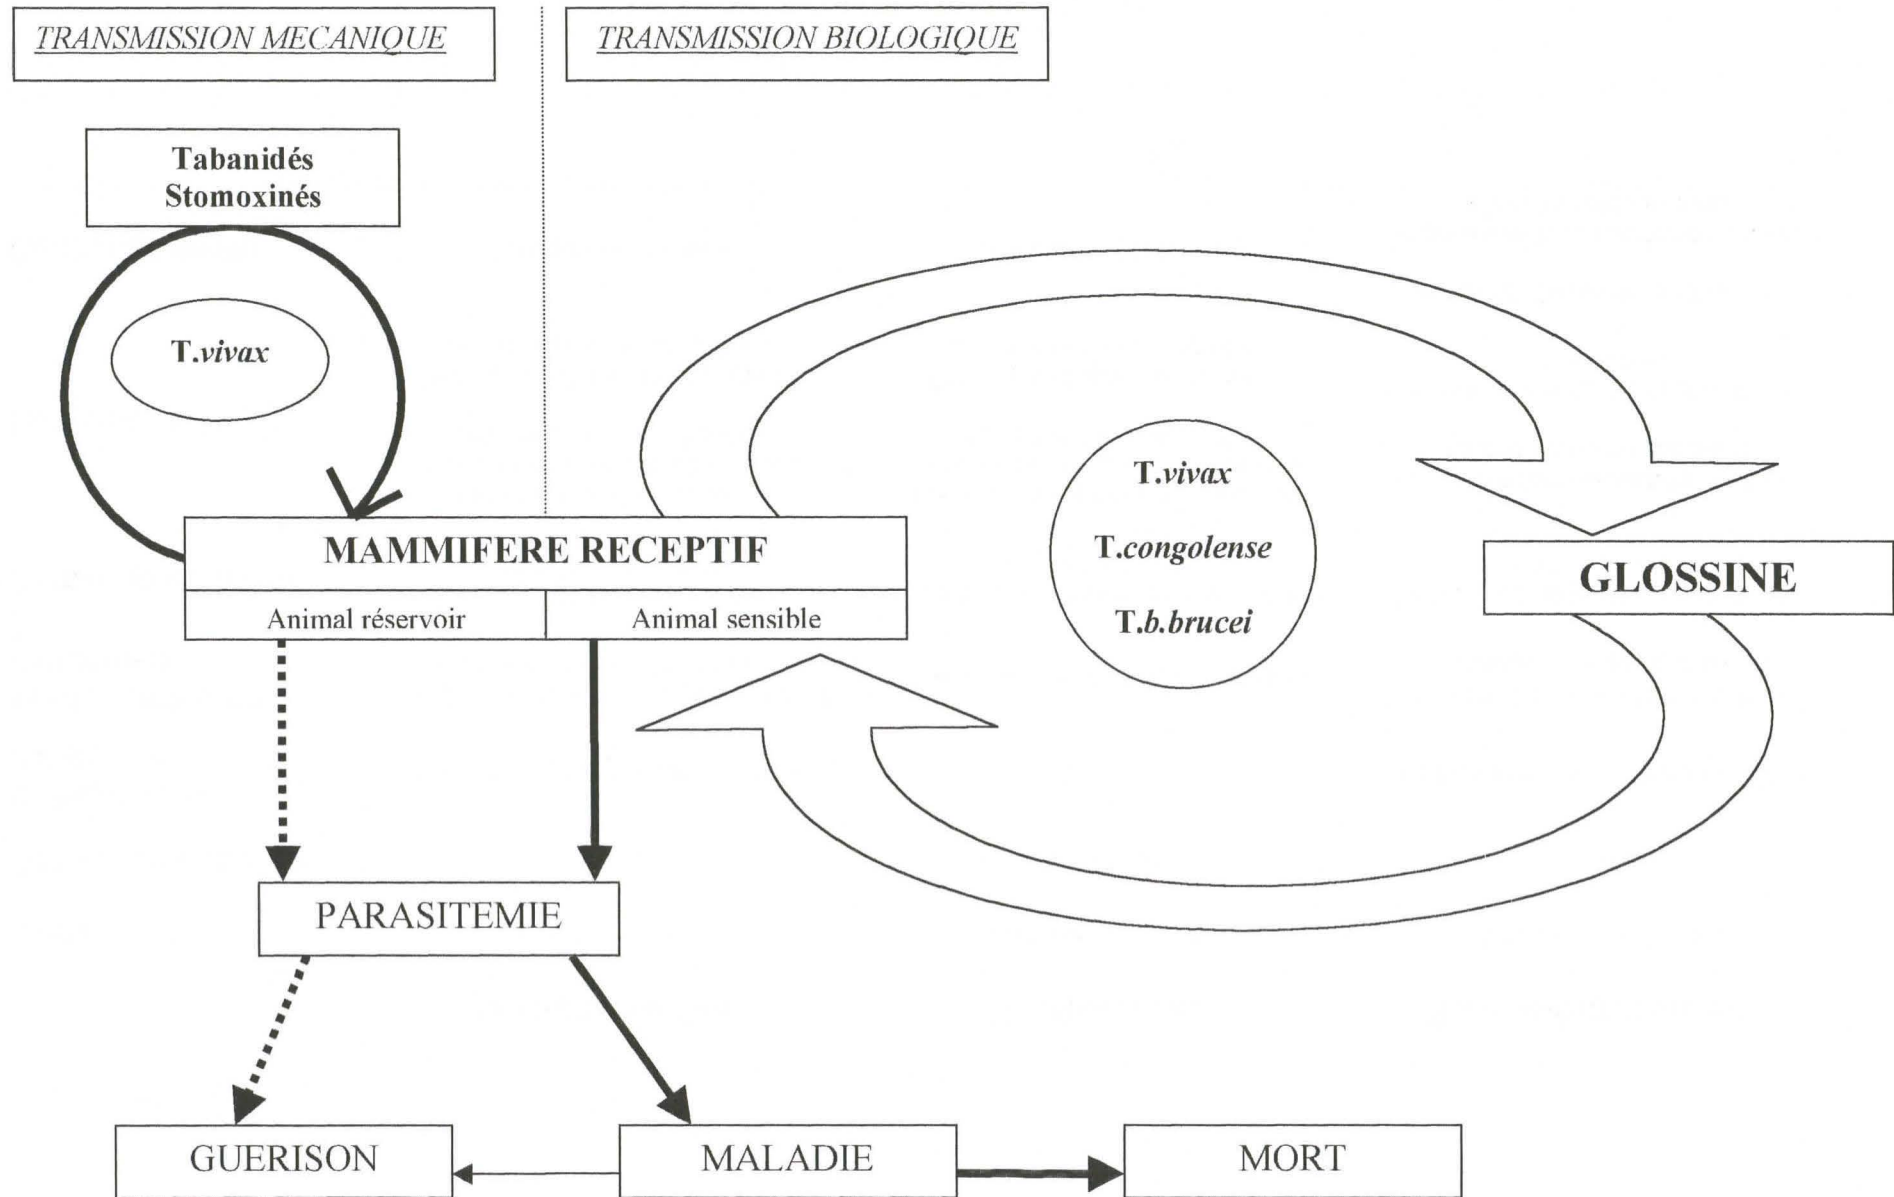 TRANSMISSION MECANIQUE
TRANSMISSION BIOLOGIQUE
Tabanidés
Stomoxinés
T.vivax
T.vivax
T.congolense
T.b.brucei
MAMMIFERE RECEPTIF
Animal réservoir
Animal sensible
GLOSSINE
PARASITEMIE
GUERISON
MALADIE
MORT